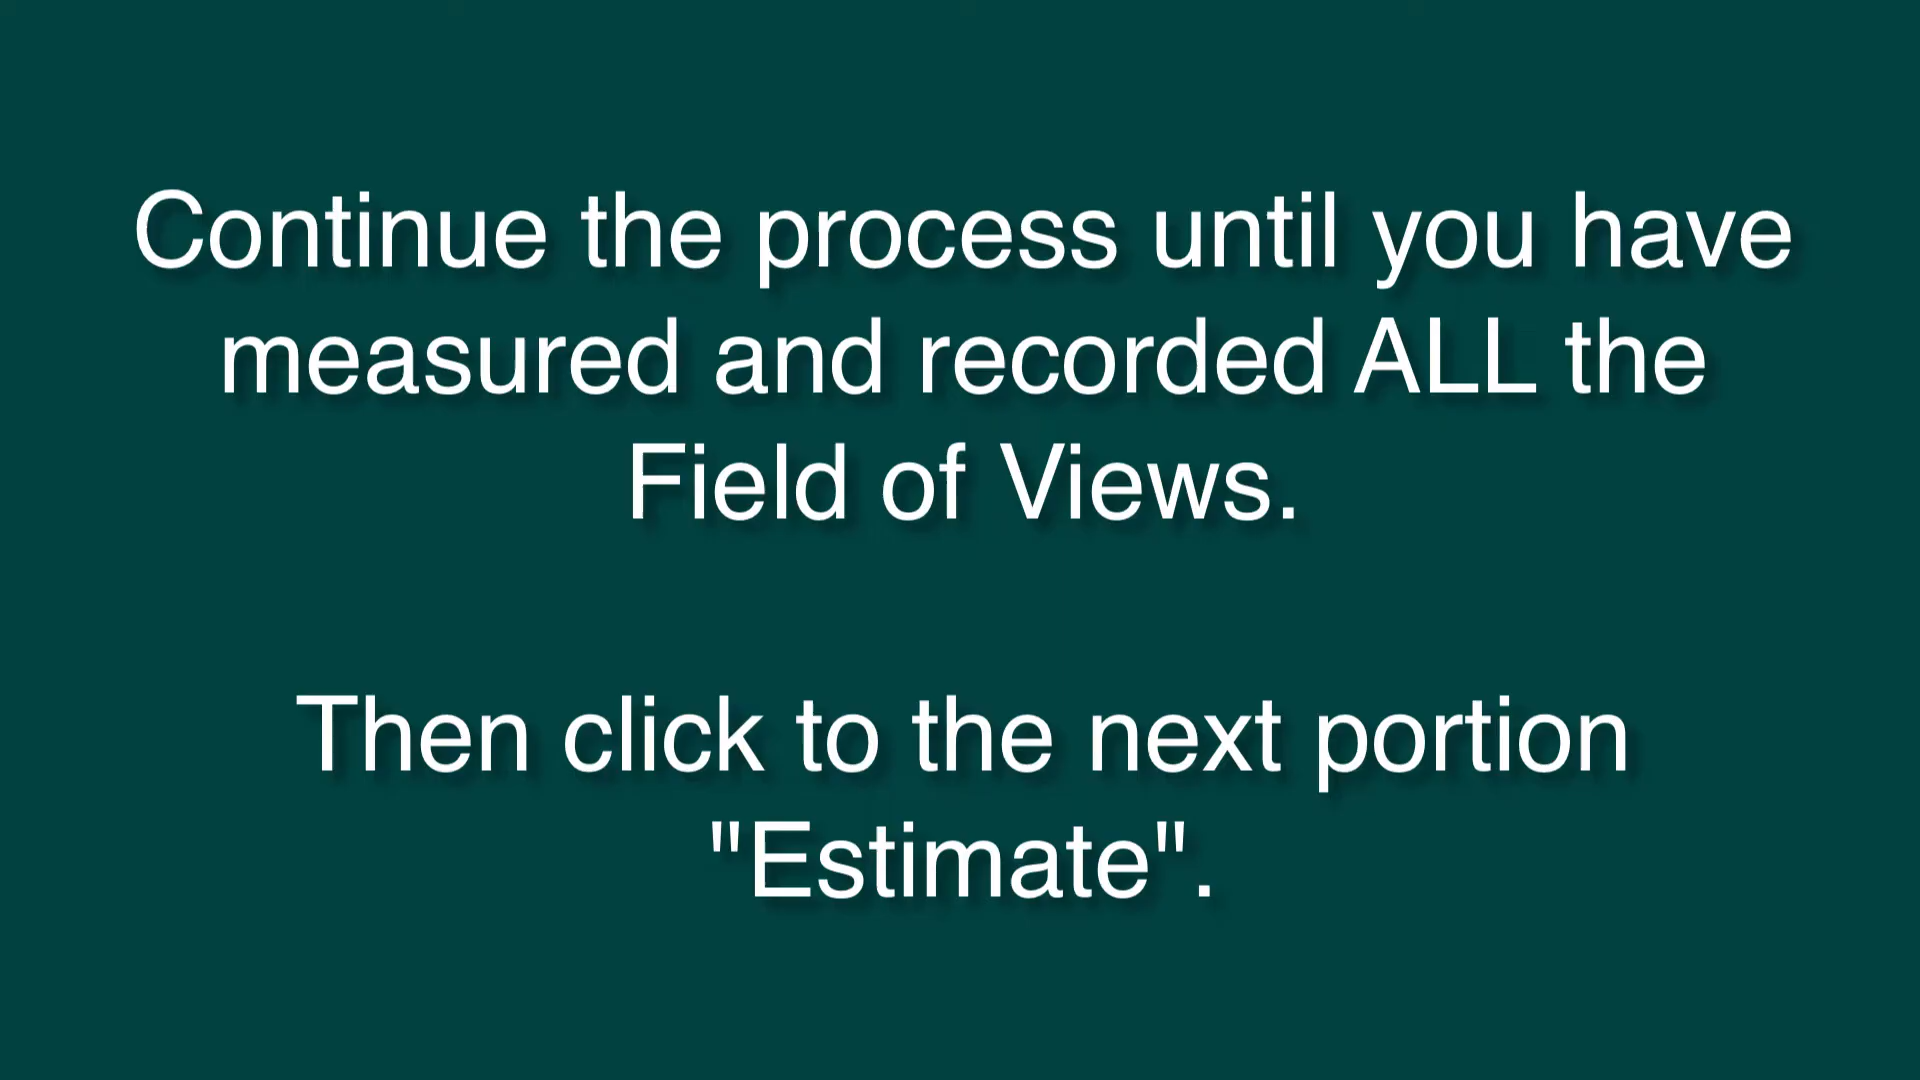 Continue the process until you have
measured and recorded ALL the
Field of Views.
Then click to the next portion
"Estimate".